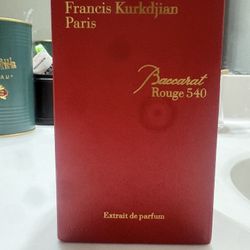 Francis Kurkdjian
Paris
Baccarat
Rouge 540
Extrait de parfum